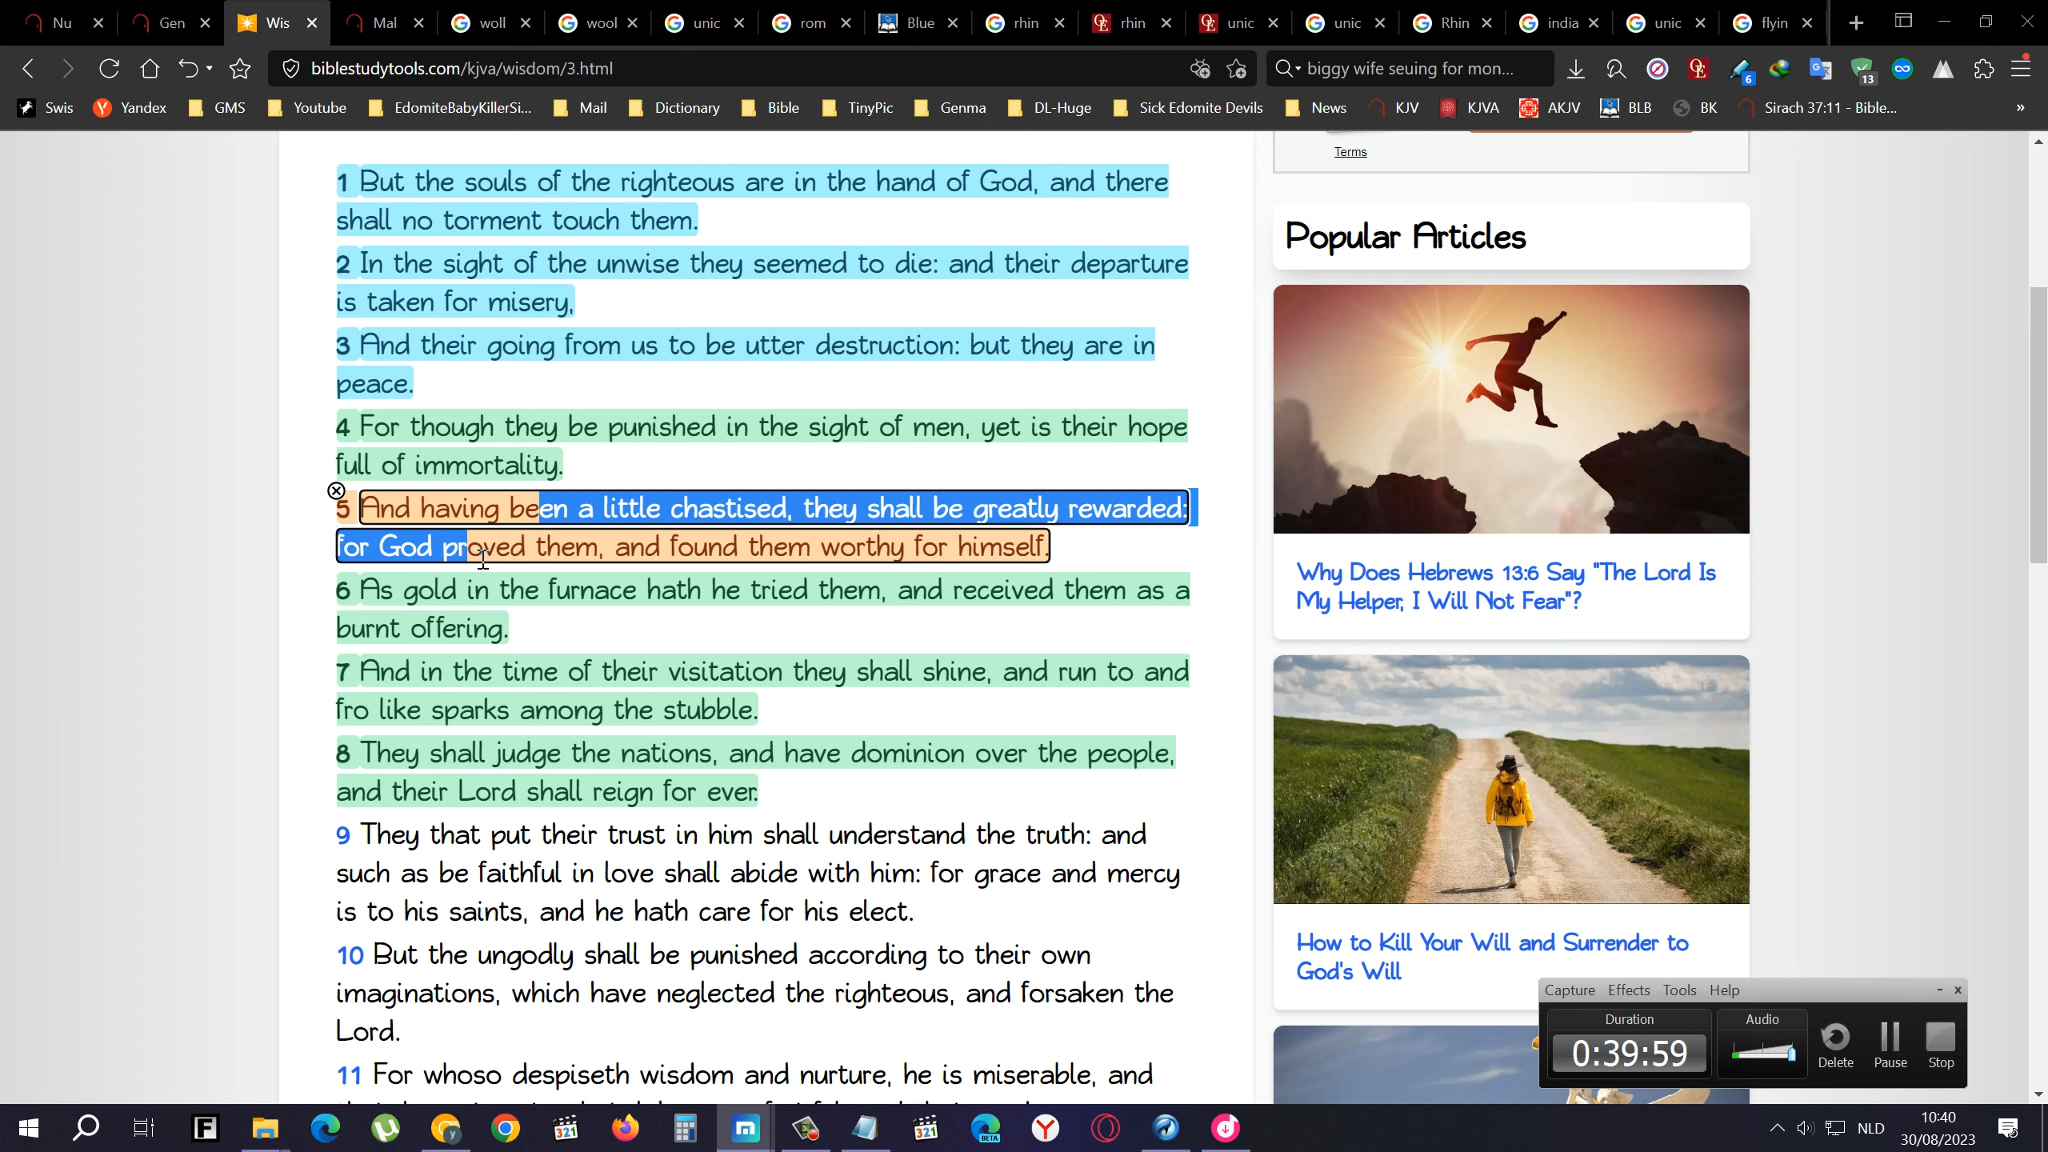 Nu
Gen
Wis
Mal
woll
wool
unic
rom
Blue
rhin
rhin
unic
unic
Rhin
india
unic
flyin
biblestudytools.com/kjva/wisdom/3.html
biggy wife seuing for mon...
6
13
Swis
Yandex
GMS
Youtube
EdomiteBabyKillerSi...
Mail
Dictionary
Bible
TinyPic
Genma
DL-Huge
Sick Edomite Devils
News
KJV
KJVA
AKJV
BLB
BK
Sirach 37:11 - Bible...
»
1 But the souls of the righteous are in the hand of God, and there
shall no torment touch them.
2 In the sight of the unwise they seemed to die: and their departure
is taken for misery,
3 And their going from us to be utter destruction: but they are in
peace.
4 For though they be punished in the sight of men, yet is their hope
full of immortality.
5 And having been a little chastised, they shall be greatly rewarded:
for God proved them, and found them worthy for himself.
6 As gold in the furnace hath he tried them, and received them as a
burnt offering.
7 And in the time of their visitation they shall shine, and run to and
fro like sparks among the stubble.
8 They shall judge the nations, and have dominion over the people,
and their Lord shall reign for ever.
9 They that put their trust in him shall understand the truth: and
such as be faithful in love shall abide with him: for grace and mercy
is to his saints, and he hath care for his elect.
10 But the ungodly shall be punished according to their own
imaginations, which have neglected the righteous, and forsaken the
Lord.
11 For whoso despiseth wisdom and nurture, he is miserable, and
Terms
Popular Articles
Why Does Hebrews 13:6 Say "The Lord Is
My Helper, I Will Not Fear"?
How to Kill Your Will and Surrender to
God's Will
Capture Effects Tools Help
Duration
Audio
0:39:59
Delete
Pause
Stop
321
321
BETA
NLD
10:40
30/08/2023